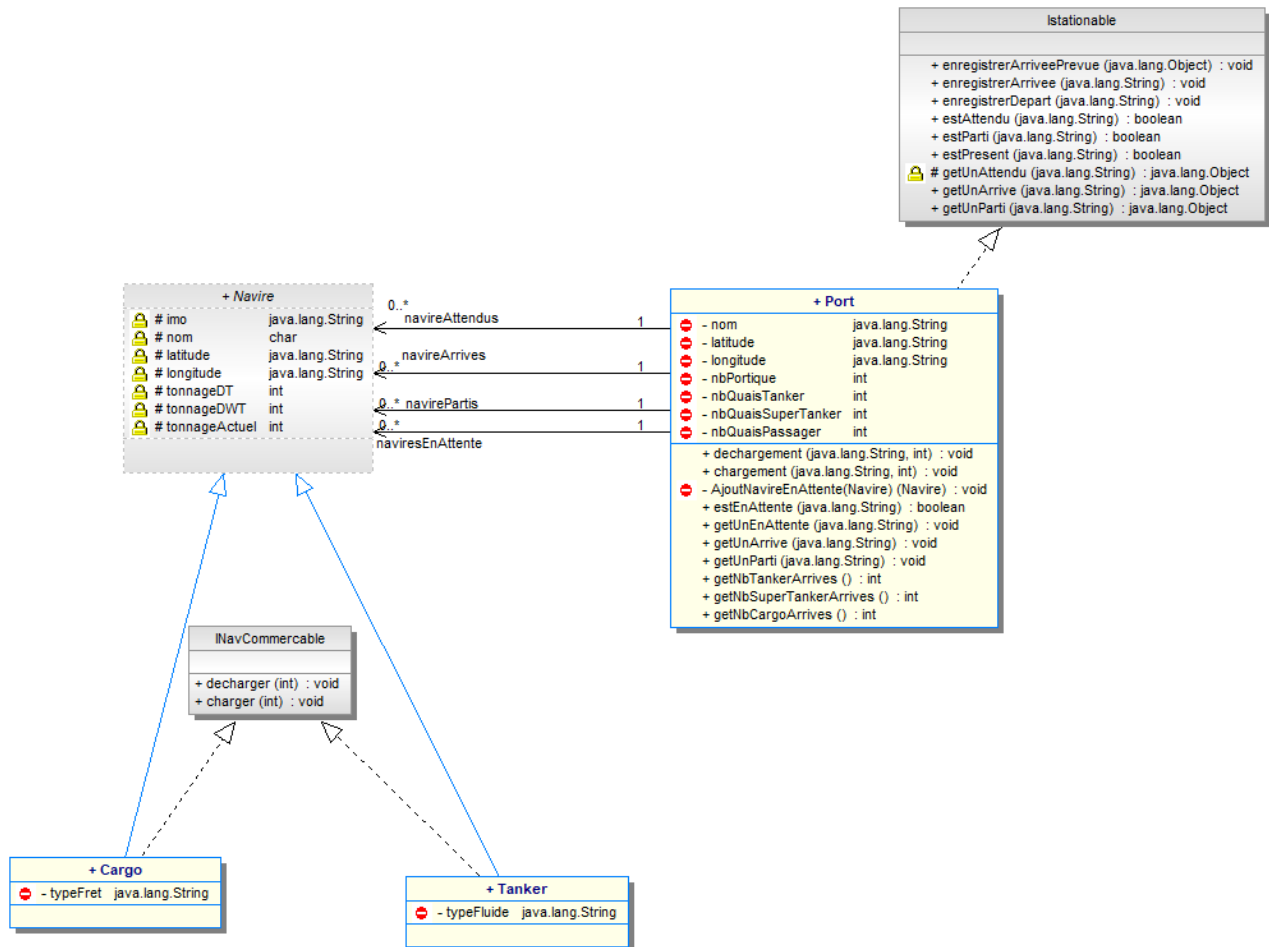 Istationable
+ enregistrerArriveePrevue (java.lang.Object) : void
+ enregistrerArrivee (java.lang.String) : void
+ enregistrerDepart (java.lang.String) : void
+ estAttendu (java.lang.String) : boolean
+ estParti (java.lang.String) : boolean
+ estPresent (java.lang.String) : boolean
# getUnAttendu (java.lang.String) : java.lang.Object
+ getUnArrive (java.lang.String) : java.lang.Object
+ getUnParti (java.lang.String) : java.lang.Object
+ Navire
# imo java.lang.String
# nom char
# latitude java.lang.String
# longitude java.lang.String
# tonnageDT int
# tonnageDWT int
# tonnageActuel int
0..*
navireAttendus
1
navireArrives
0..*
1
0..* navirePartis
1
0..*
1
naviresEnAttente
+ Port
- nom java.lang.String
- latitude java.lang.String
- longitude java.lang.String
- nbPortique int
- nbQuaisTanker int
- nbQuaisSuperTanker int
- nbQuaisPassager int
+ dechargement (java.lang.String, int) : void
+ chargement (java.lang.String, int) : void
- AjoutNavireEnAttente(Navire) (Navire) : void
+ estEnAttente (java.lang.String) : boolean
+ getUnEnAttente (java.lang.String) : void
+ getUnArrive (java.lang.String) : void
+ getUnParti (java.lang.String) : void
+ getNbTankerArrives () : int
+ getNbSuperTankerArrives () : int
+ getNbCargoArrives () : int
INavCommercable
+ decharger (int) : void
+ charger (int) : void
+ Cargo
- typeFret java.lang.String
+ Tanker
- typeFluide java.lang.String